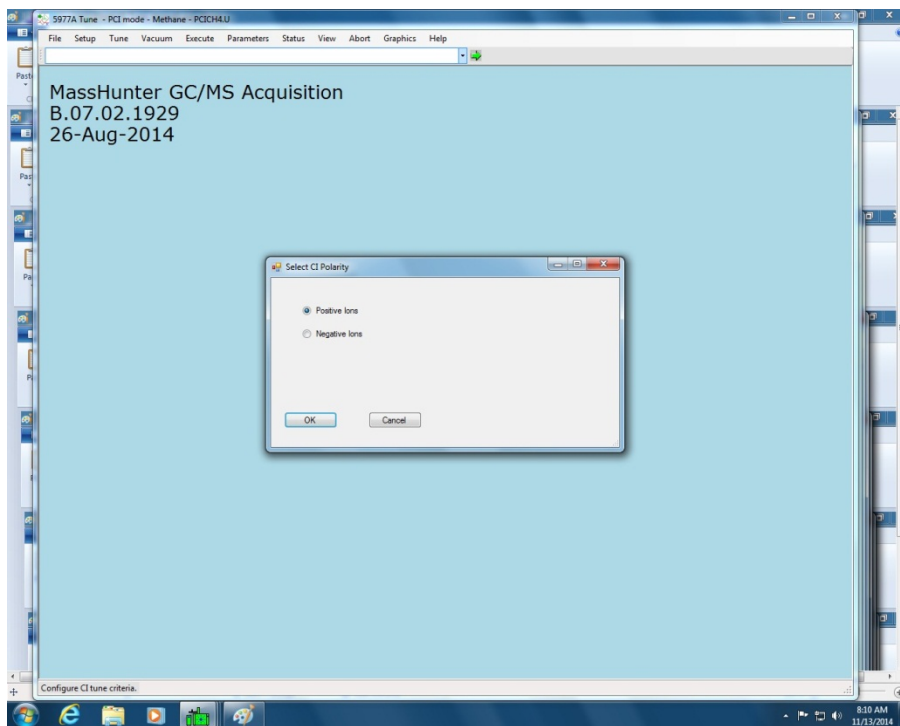 5977A Tune - PCI mode - Methane - PCICH4.U
File Setup Tune Vacuum Execute Parameters Status View Abort Graphics Help
MassHunter GC/MS Acquisition
B.07.02.1929
26-Aug-2014
Select CI Polarity
Positive Ions
Negative Ions
OK Cancel
Configure CI tune criteria.
8:10 AM
11/13/2014